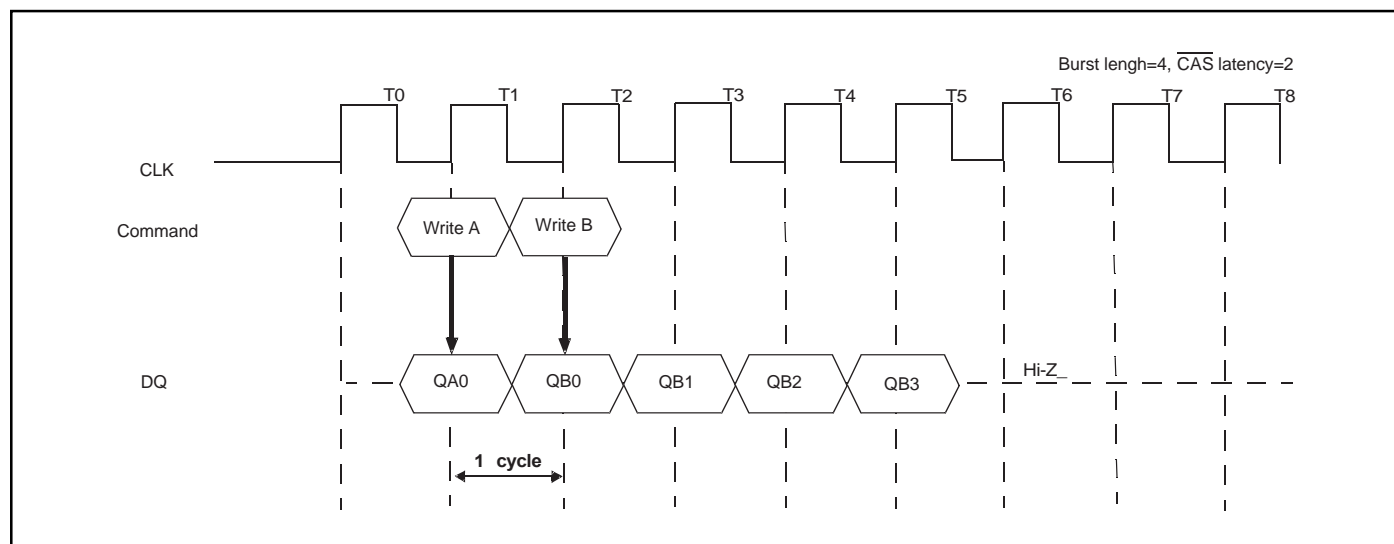 Burst lengh=4, CAS latency=2
T0 T1 T2 T3 T4 T5 T6 T7 T8
CLK
Command Write A Write B
DQ QA0 QB0 QB1 QB2 QB3 Hi-Z_
1 cycle